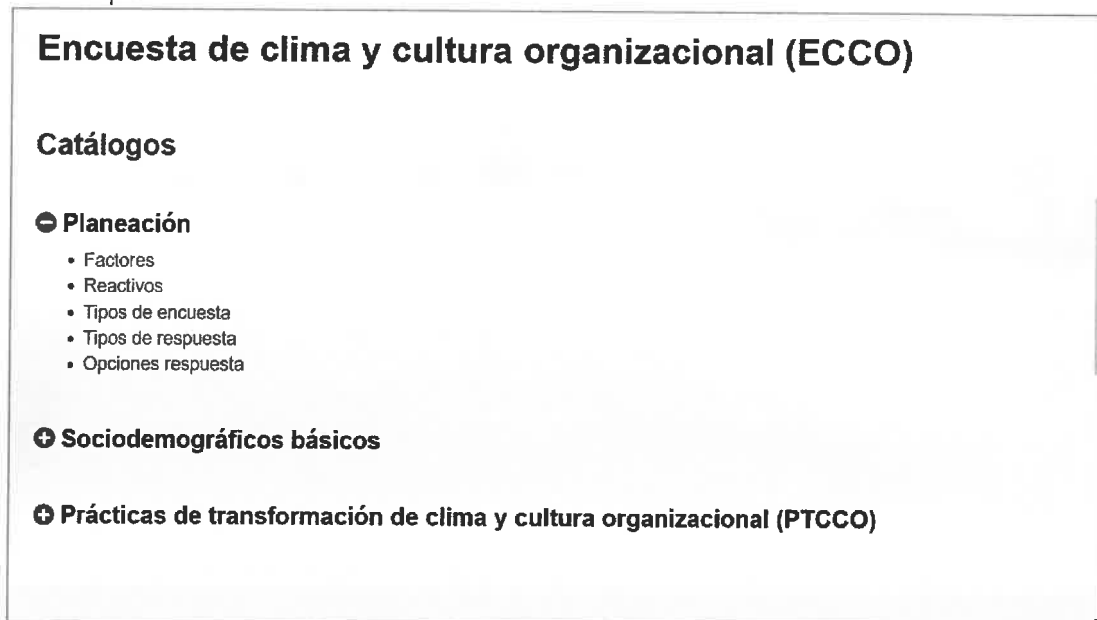 Encuesta de clima y cultura organizacional (ECCO)
Catálogos
Planeación
• Factores
• Reactivos
• Tipos de encuesta
• Tipos de respuesta
• Opciones respuesta
Sociodemográficos básicos
Prácticas de transformación de clima y cultura organizacional (PTCCO)